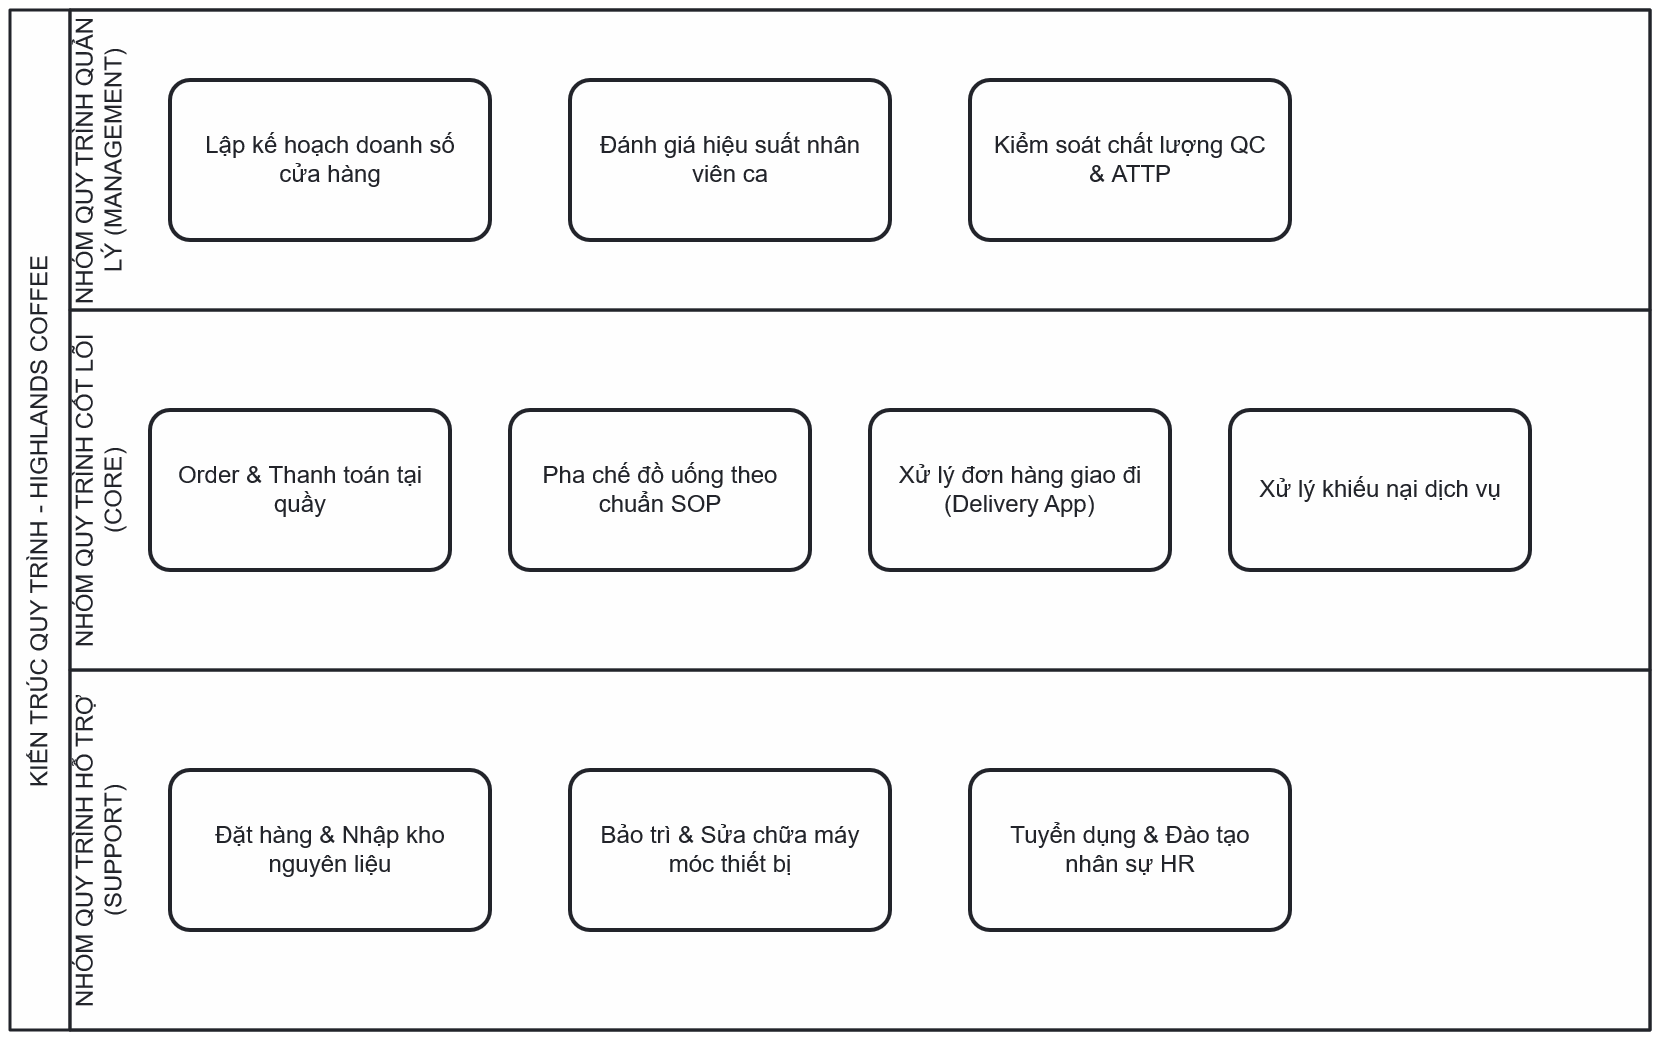 KIẾN TRÚC QUY TRÌNH - HIGHLANDS COFFEE
NHÓM QUY TRÌNH QUẢN
LÝ (MANAGEMENT)
Lập kế hoạch doanh số
cửa hàng
Đánh giá hiệu suất nhân
viên ca
Kiểm soát chất lượng QC
& ATTP
NHÓM QUY TRÌNH CỐT LÕI
(CORE)
Order & Thanh toán tại
quầy
Pha chế đồ uống theo
chuẩn SOP
Xử lý đơn hàng giao đi
(Delivery App)
Xử lý khiếu nại dịch vụ
NHÓM QUY TRÌNH HỖ TRỢ
(SUPPORT)
Đặt hàng & Nhập kho
nguyên liệu
Bảo trì & Sửa chữa máy
móc thiết bị
Tuyển dụng & Đào tạo
nhân sự HR